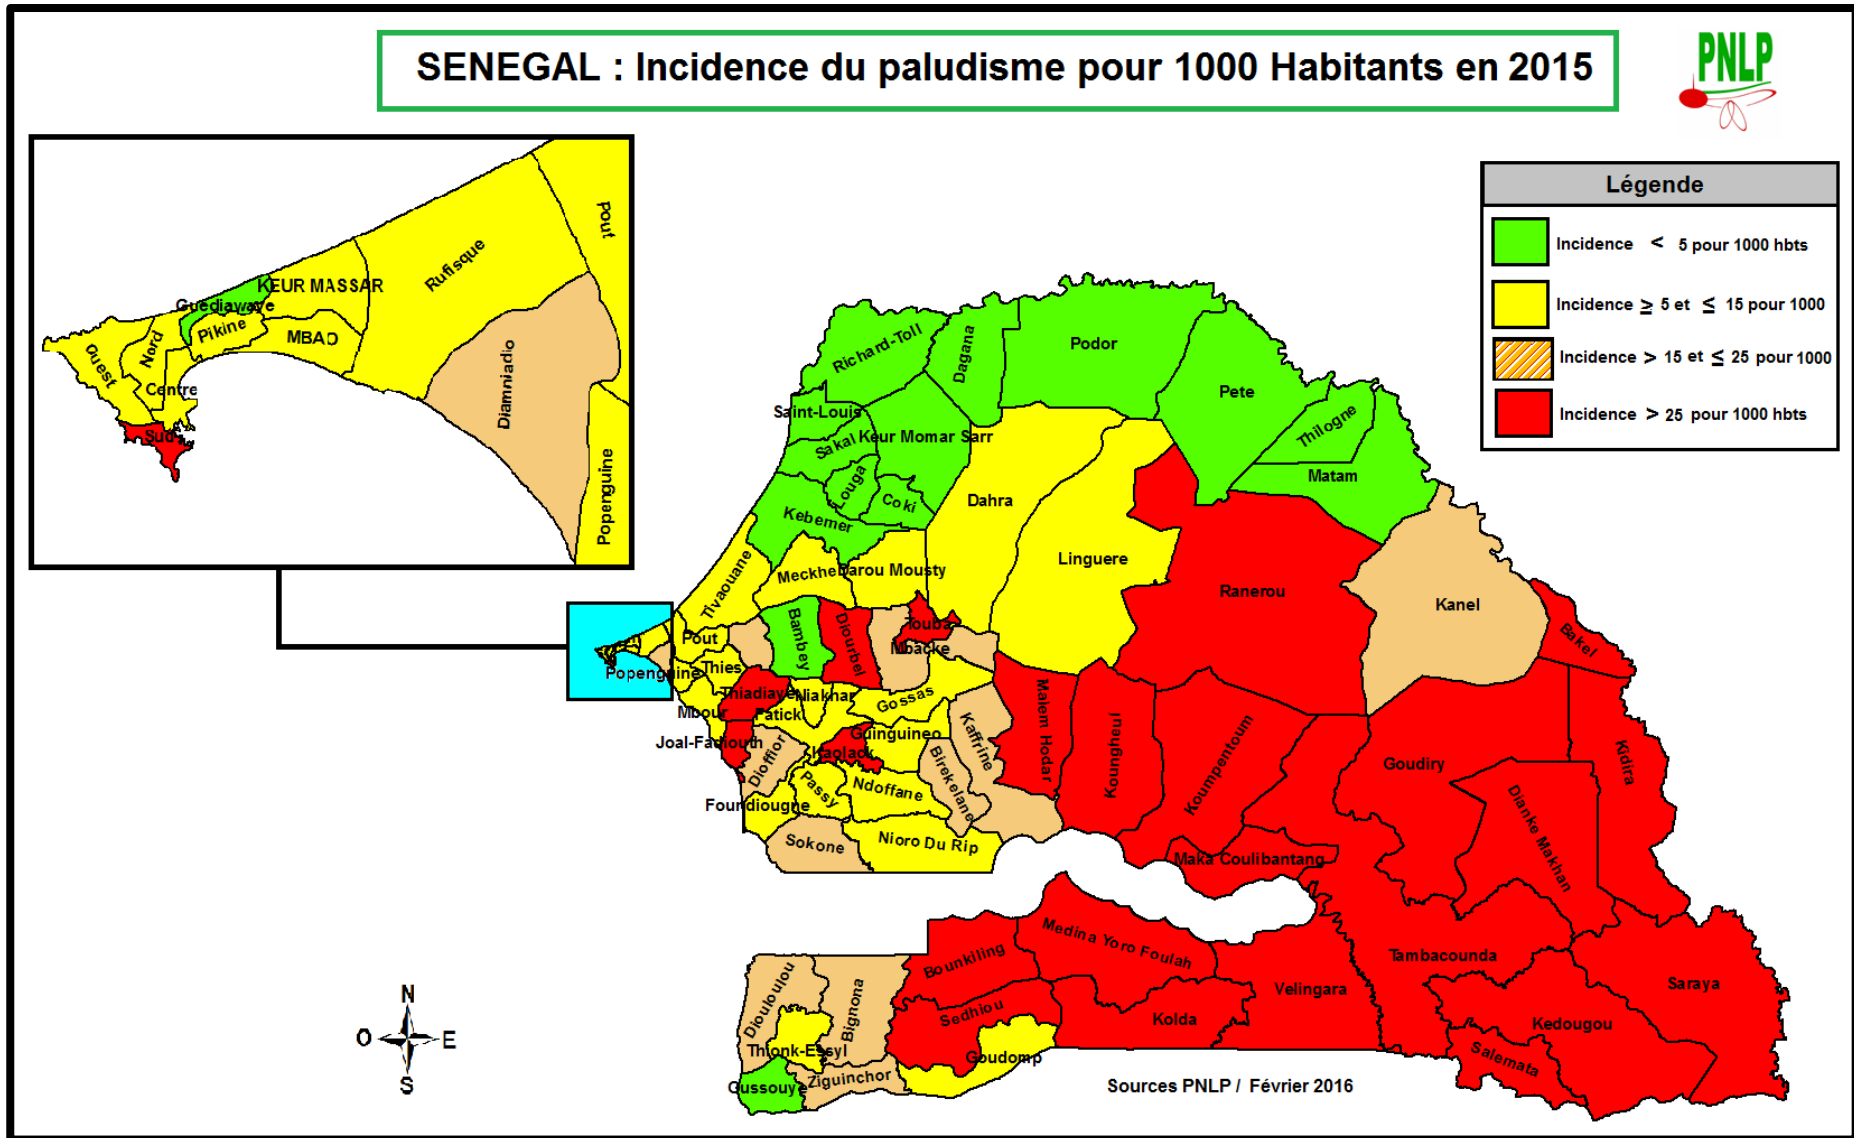 SENEGAL : Incidence du paludisme pour 1000 Habitants en 2015
PNLP
Légende
Incidence < 5 pour 1000 hbts
Incidence ≥ 5 et ≤ 15 pour 1000
Incidence > 15 et ≤ 25 pour 1000
Incidence > 25 pour 1000 hbts
Pout
Rufisque
KEUR MASSAR
Guediawaye
Pikine
MBAO
Nord
Ouest
Centre
Sud
Diamniadio
Popenguine
Richard-Toll
Dagana
Podor
Pete
Thilogne
Matam
Saint-Louis
Sakal
Keur Momar Sarr
Louga
Coki
Kebemer
Dahra
Linguere
Ranerou
Kanel
Bakel
Tivaouane
Meckhe
Darou Mousty
Bambey
Diourbel
Touba
Mbacke
Pout
Thies
Popenguine
Thiadiaye
Niakhar
Gossas
Mbour
Fatick
Joal-Fadiouth
Guinguineo
Kaolack
Dioffior
Kaffrine
Birekelane
Malem Hodar
Koungheul
Koumpentoum
Goudiry
Kidira
Dianke Makhan
Passy
Ndoffane
Foundiougne
Sokone
Nioro Du Rip
Maka Coulibantang
Medina Yoro Foulah
Bounkiling
Tambacounda
Velingara
Saraya
Diouloulou
Bignona
Sedhiou
Kolda
Kedougou
Thionk-Essyl
Goudomp
Salemata
Oussouye
Ziguinchor
N
O
E
S
Sources PNLP / Février 2016